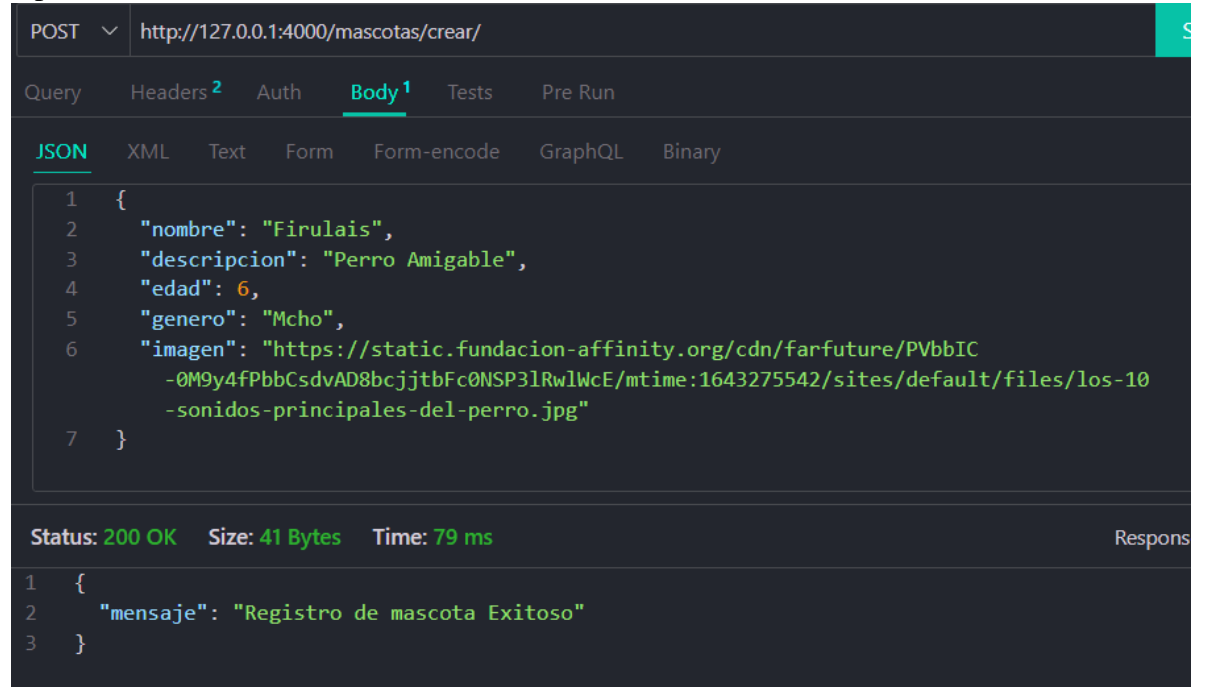 POST http://127.0.0.1:4000/mascotas/crear/ S
Query Headers 2 Auth Body 1 Tests Pre Run
JSON XML Text Form Form-encode GraphQL Binary
1 {
2 "nombre": "Firulais",
3 "descripcion": "Perro Amigable",
4 "edad": 6,
5 "genero": "Mcho",
6 "imagen": "https://static.fundacion-affinity.org/cdn/farfuture/PVbbIC
-0M9y4fPbbCsdvAD8bcjjtbFc0NSP3lRwlWcE/mtime:1643275542/sites/default/files/los-10
-sonidos-principales-del-perro.jpg"
7 }
Status: 200 OK Size: 41 Bytes Time: 79 ms Respons
1 {
2 "mensaje": "Registro de mascota Exitoso"
3 }